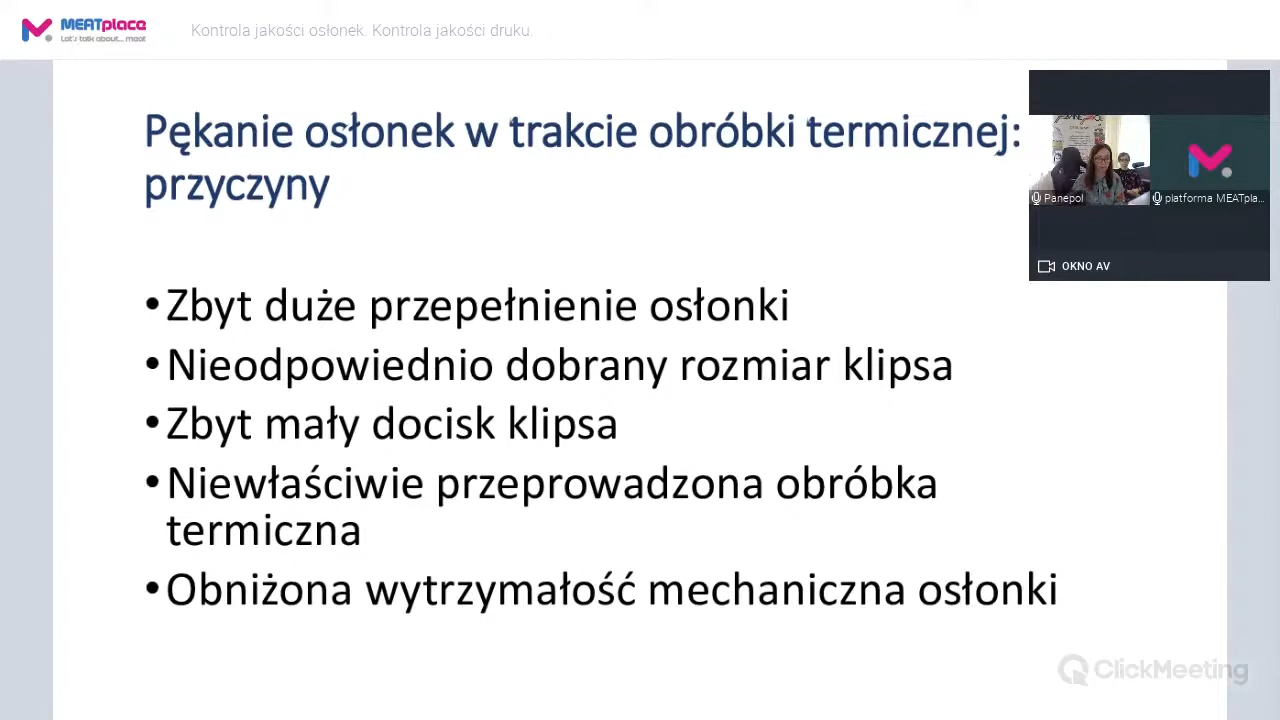 MEATplace
Let's talk about... meat
Kontrola jakości osłonek. Kontrola jakości druku.
Pękanie osłonek w trakcie obróbki termicznej:
przyczyny
Panepol
platforma MEATpla...
OKNO AV
•Zbyt duże przepełnienie osłonki
•Nieodpowiednio dobrany rozmiar klipsa
•Zbyt mały docisk klipsa
•Niewłaściwie przeprowadzona obróbka
termiczna
•Obniżona wytrzymałość mechaniczna osłonki
ClickMeeting